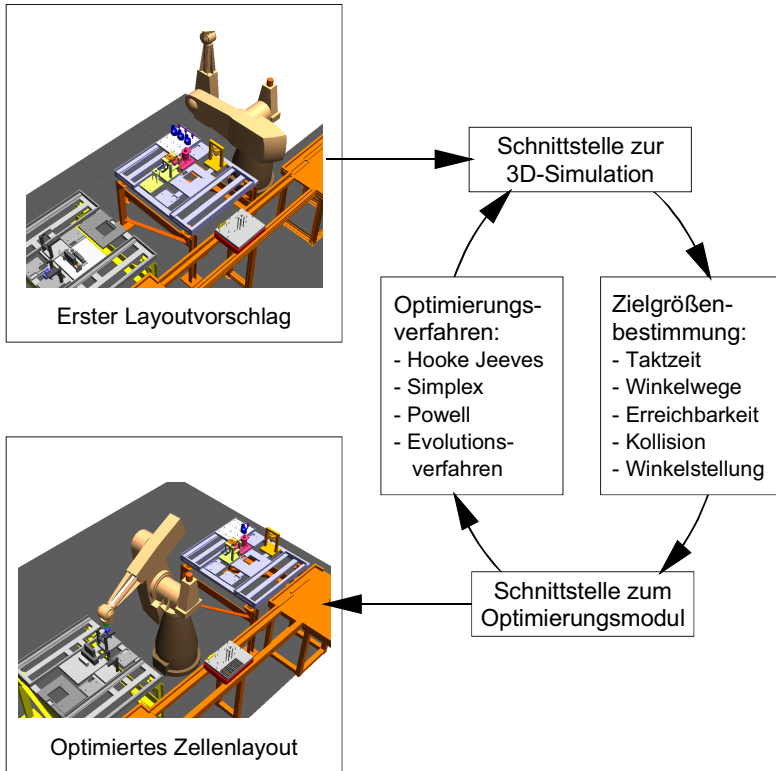 Erster Layoutvorschlag
Schnittstelle zur
3D-Simulation
Optimierungs-
verfahren:
- Hooke Jeeves
- Simplex
- Powell
- Evolutions-
verfahren
Zielgrößen-
bestimmung:
- Taktzeit
- Winkelwege
- Erreichbarkeit
- Kollision
- Winkelstellung
Schnittstelle zum
Optimierungsmodul
Optimiertes Zellenlayout